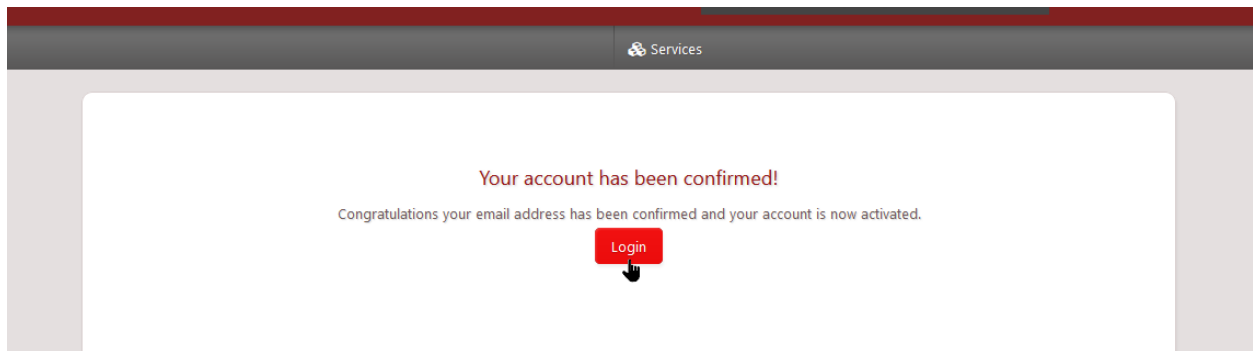 Services
Your account has been confirmed!
Congratulations your email address has been confirmed and your account is now activated.
Login